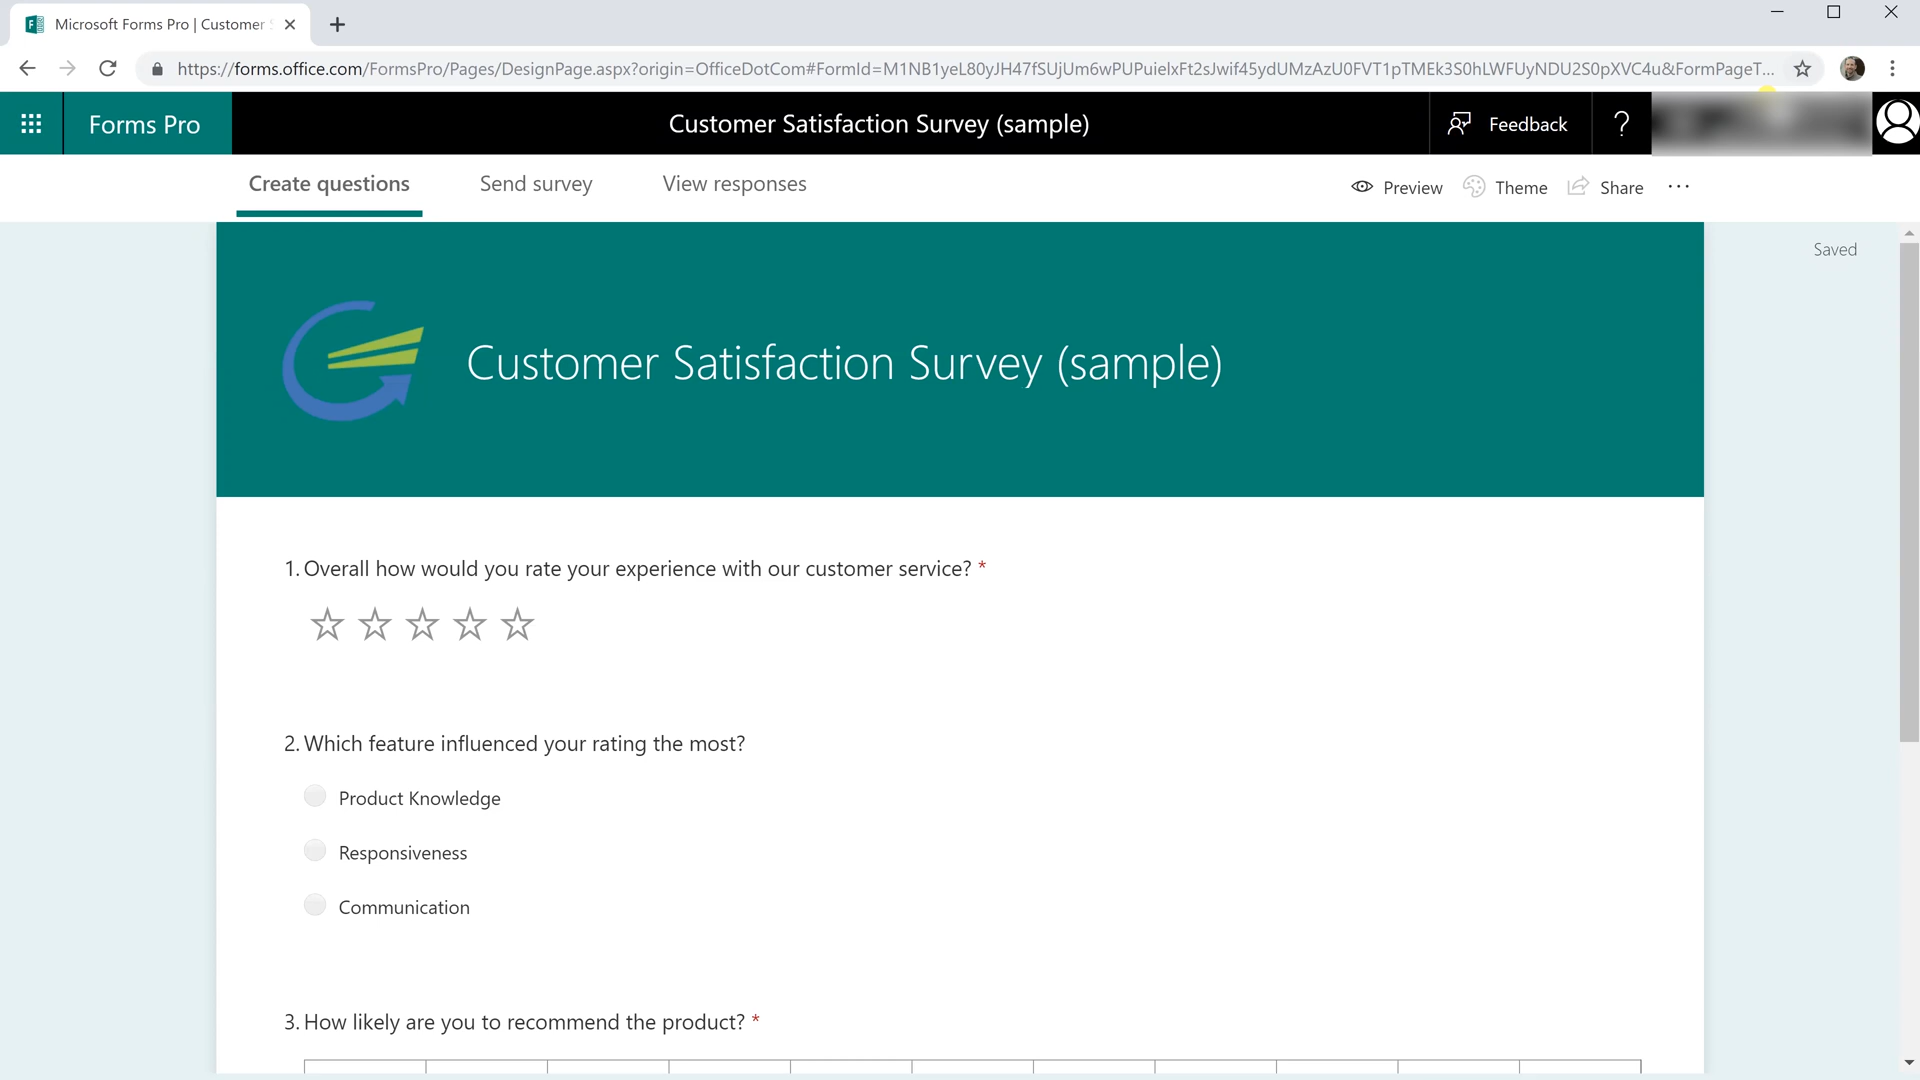 Microsoft Forms Pro | Customer
https://forms.office.com/FormsPro/Pages/DesignPage.aspx?origin=OfficeDotCom#FormId=M1NB1yeL80yJH47fSUjUm6wPUPuielxFt2sJwif45ydUMzAzU0FVT1pTMEk3S0hLWFUyNDU2S0pXVC4u&FormPageT...
Forms Pro
Customer Satisfaction Survey (sample)
Feedback
?
Create questions
Send survey
View responses
Preview
Theme
Share
...
Saved
Customer Satisfaction Survey (sample)
1. Overall how would you rate your experience with our customer service? *
2. Which feature influenced your rating the most?
Product Knowledge
Responsiveness
Communication
3. How likely are you to recommend the product? *